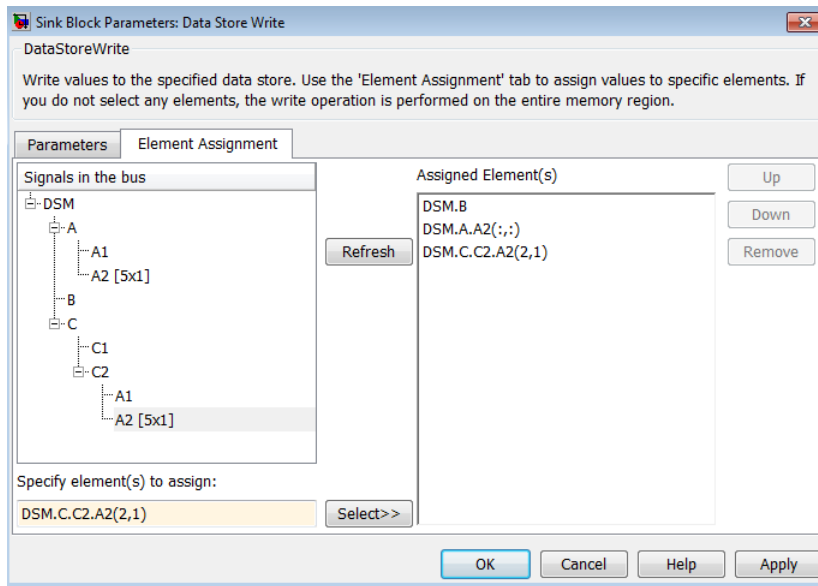 Sink Block Parameters: Data Store Write
DataStoreWrite
Write values to the specified data store. Use the 'Element Assignment' tab to assign values to specific elements. If
you do not select any elements, the write operation is performed on the entire memory region.
Parameters
Element Assignment
Signals in the bus
DSM
A
A1
A2 [5x1]
B
C
C1
C2
A1
A2 [5x1]
Specify element(s) to assign:
DSM.C.C2.A2(2,1)
Refresh
Select>>
Assigned Element(s)
DSM.B
DSM.A.A2(:,:)
DSM.C.C2.A2(2,1)
Up
Down
Remove
OK
Cancel
Help
Apply